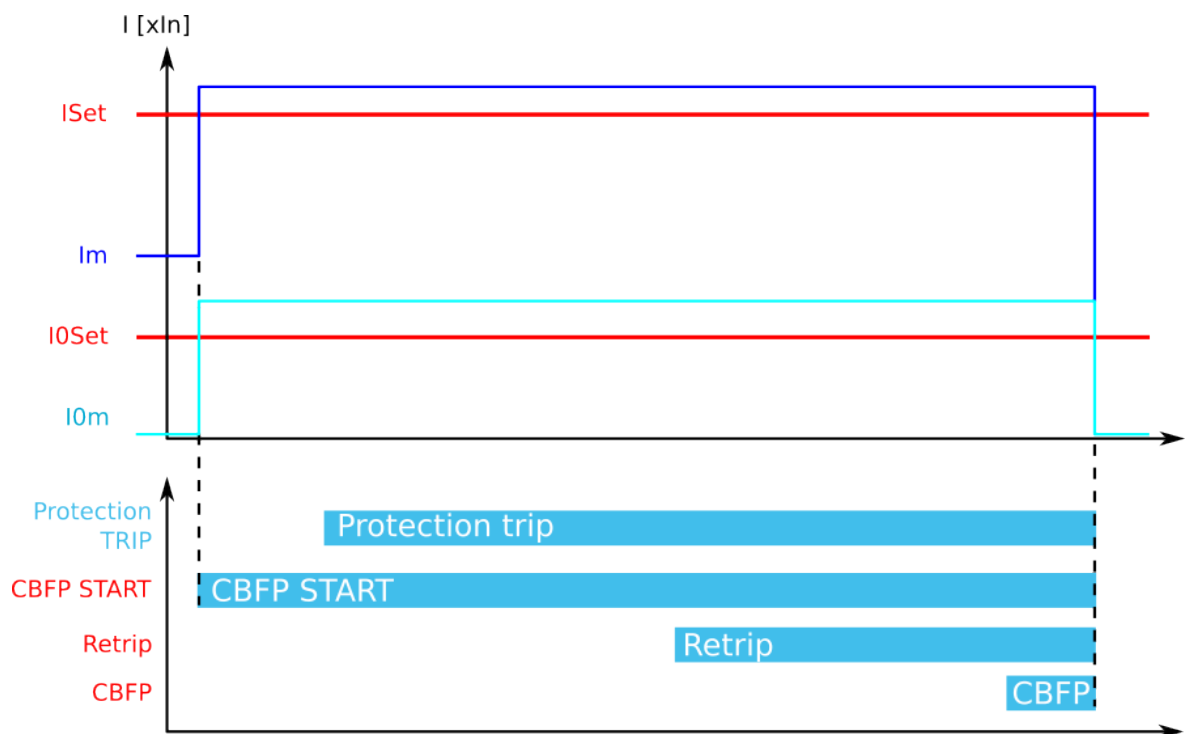 I [xIn]
ISet
Im
I0Set
I0m
Protection
TRIP
Protection trip
CBFP START
CBFP START
Retrip
Retrip
CBFP
CBFP